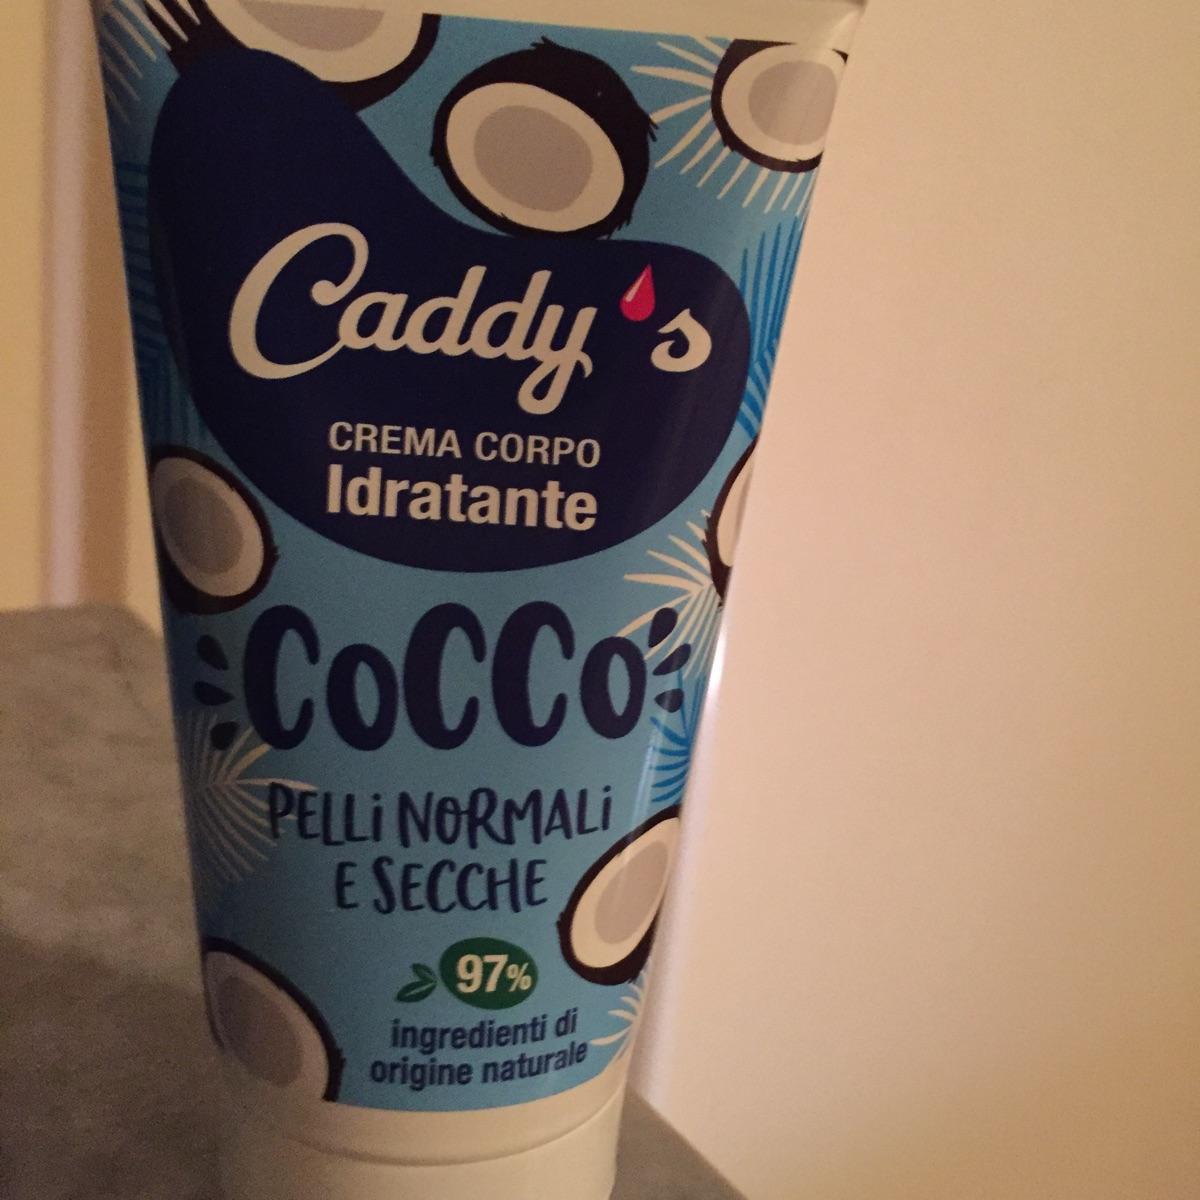 Caddy's
CREMA CORPO
Idratante
CoCCo
PELLi NORMALi
E SECCHE
97%
ingredienti di
origine naturale